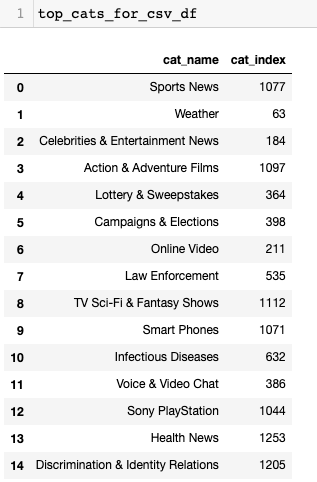 1 top_cats_for_csv_df
cat_name cat_index
0 Sports News 1077
1 Weather 63
2 Celebrities & Entertainment News 184
3 Action & Adventure Films 1097
4 Lottery & Sweepstakes 364
5 Campaigns & Elections 398
6 Online Video 211
7 Law Enforcement 535
8 TV Sci-Fi & Fantasy Shows 1112
9 Smart Phones 1071
10 Infectious Diseases 632
11 Voice & Video Chat 386
12 Sony PlayStation 1044
13 Health News 1253
14 Discrimination & Identity Relations 1205